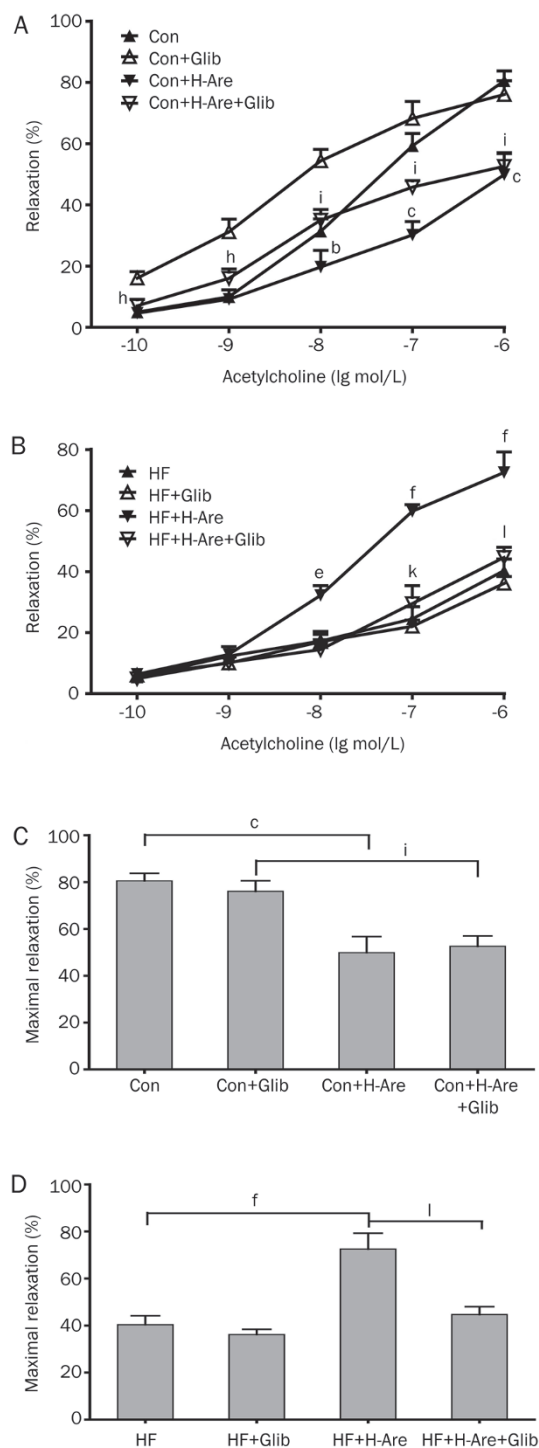 A
100
80
60
40
20
0
Relaxation (%)
Con
Con+Glib
Con+H-Are
Con+H-Are+Glib
h
h
i
b
i
c
i
c
-10
-9
-8
-7
-6
Acetylcholine (lg mol/L)
B
80
60
40
20
0
Relaxation (%)
HF
HF+Glib
HF+H-Are
HF+H-Are+Glib
e
f
k
f
l
-10
-9
-8
-7
-6
Acetylcholine (lg mol/L)
C
100
80
60
40
20
0
Maximal relaxation (%)
c
i
Con
Con+Glib
Con+H-Are
Con+H-Are
+Glib
D
100
80
60
40
20
0
Maximal relaxation (%)
f
l
HF
HF+Glib
HF+H-Are
HF+H-Are+Glib